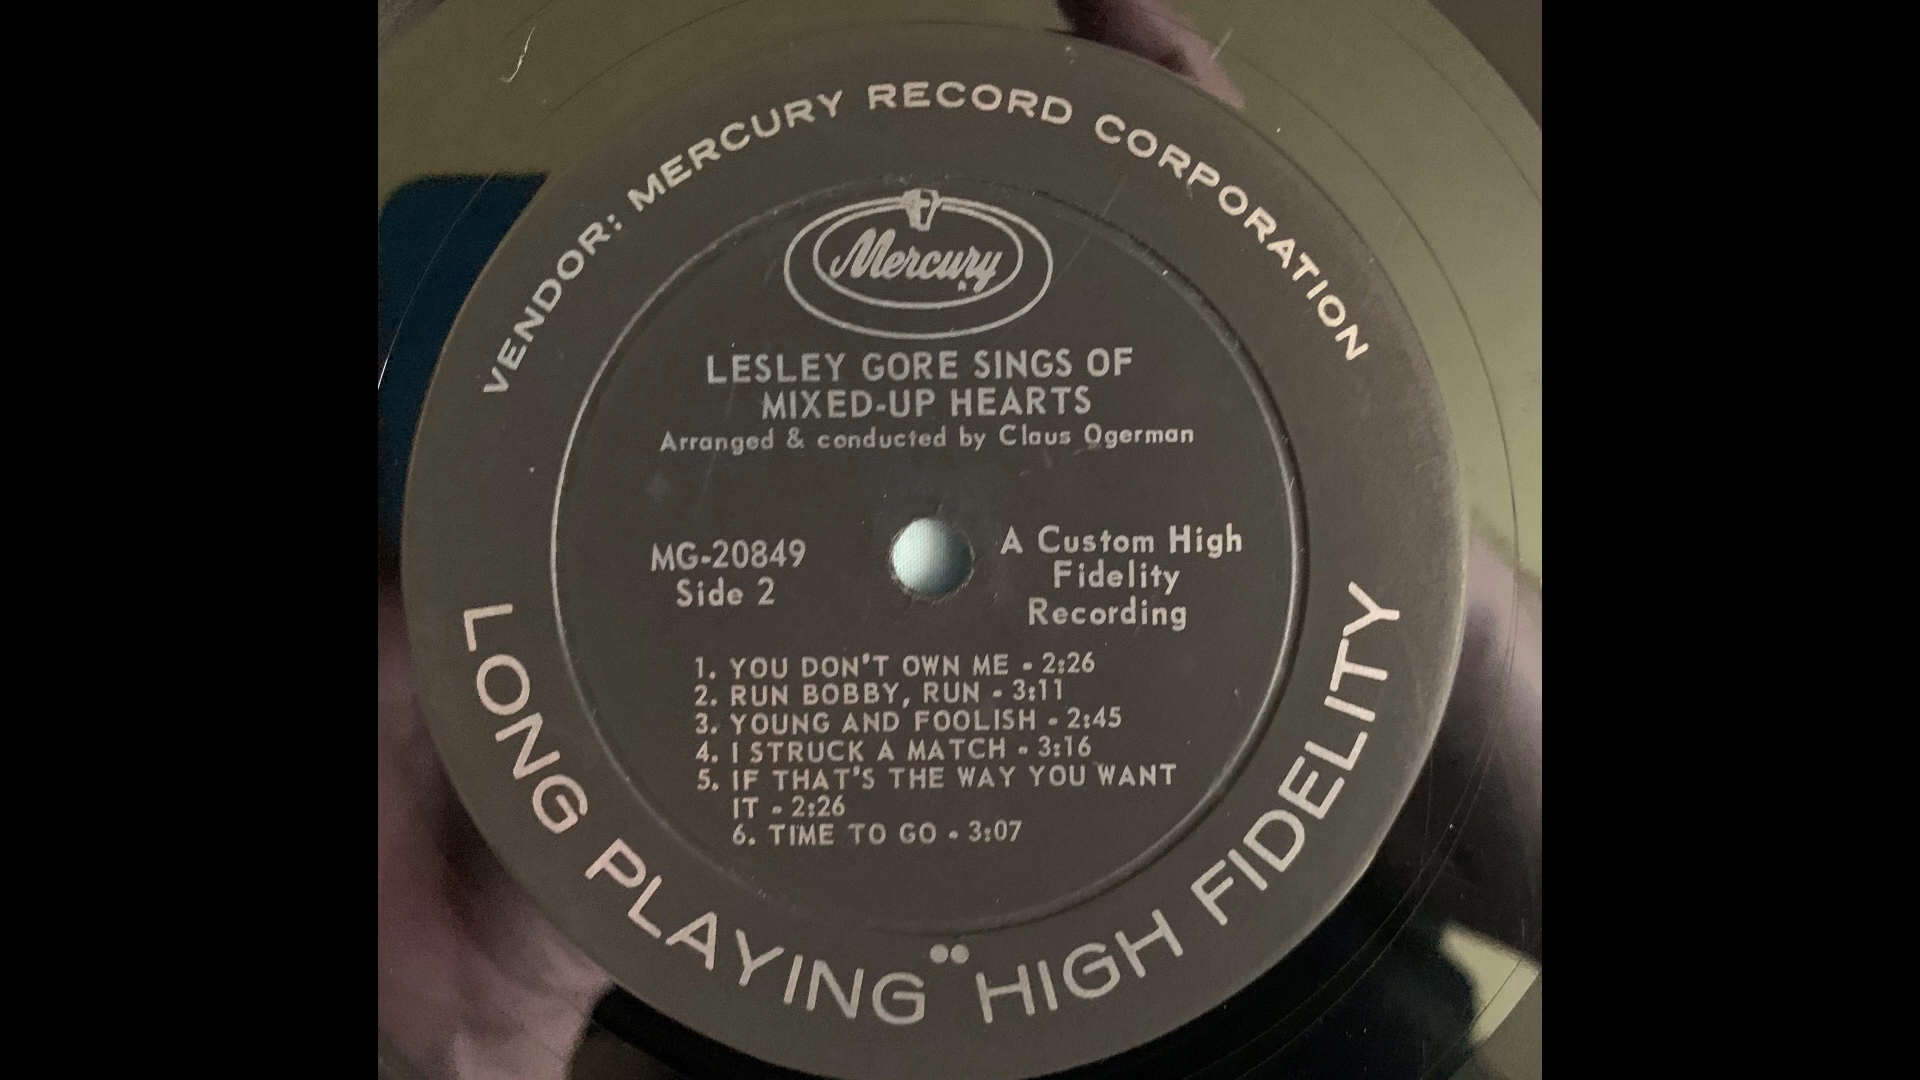 VENDOR: MERCURY RECORD CORPORATION
Mercury
LESLEY GORE SINGS OF
MIXED-UP HEARTS
Arranged & conducted by Claus Ogerman
MG-20849
Side 2
A Custom High
Fidelity
Recording
1. YOU DON'T OWN ME - 2:26
2. RUN BOBBY, RUN - 3:11
3. YOUNG AND FOOLISH - 2:45
4. I STRUCK A MATCH - 3:16
5. IF THAT'S THE WAY YOU WANT
IT - 2:26
6. TIME TO GO - 3:07
LONG PLAYING HIGH FIDELITY